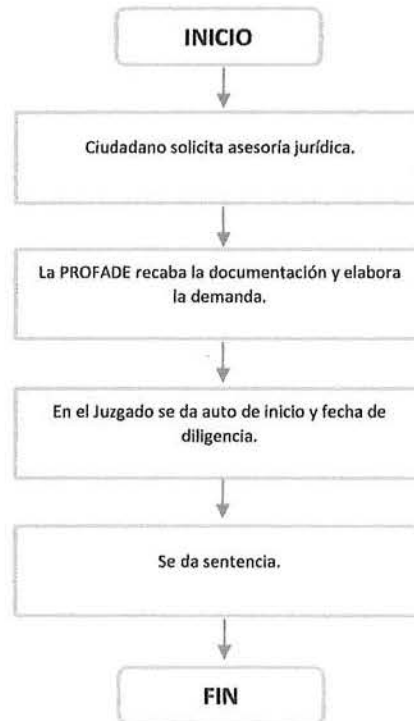 INICIO
Ciudadano solicita asesoría jurídica.
La PROFADE recaba la documentación y elabora
la demanda.
En el Juzgado se da auto de inicio y fecha de
diligencia.
Se da sentencia.
FIN